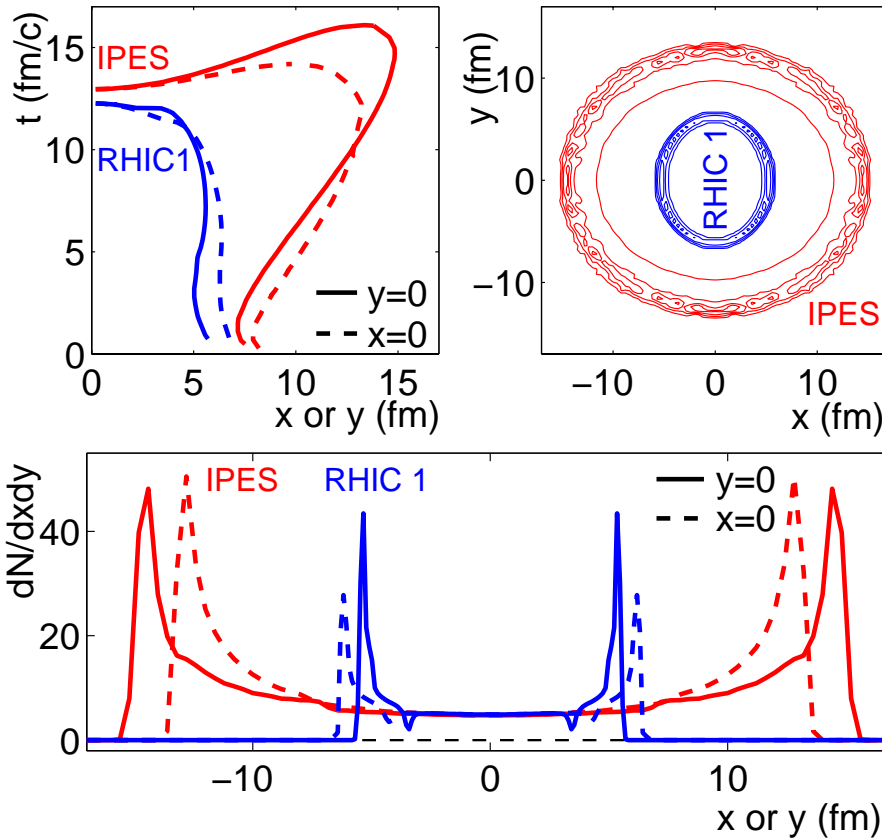 t (fm/c)
15
10
5
0
IPES
RHIC1
y=0
x=0
0
5
10
15
x or y (fm)
y (fm)
10
0
−10
RHIC 1
IPES
−10
0
10
x (fm)
dN/dxdy
40
20
0
IPES
RHIC 1
y=0
x=0
−10
0
10
x or y (fm)